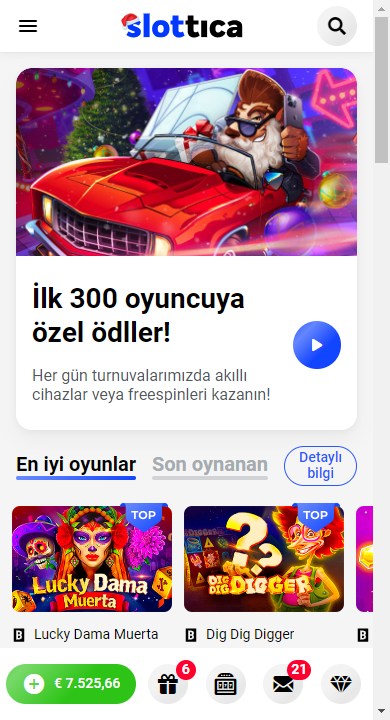 slottica
İlk 300 oyuncuya
özel ödller!
Her gün turnuvalarımızda akıllı
cihazlar veya freespinleri kazanın!
En iyi oyunlar
Son oynanan
Detaylı
bilgi
TOP
TOP
Lucky Dama
Muerta
DIG DIG
DIGGER
Lucky Dama Muerta
Dig Dig Digger
€ 7.525,66
6
21